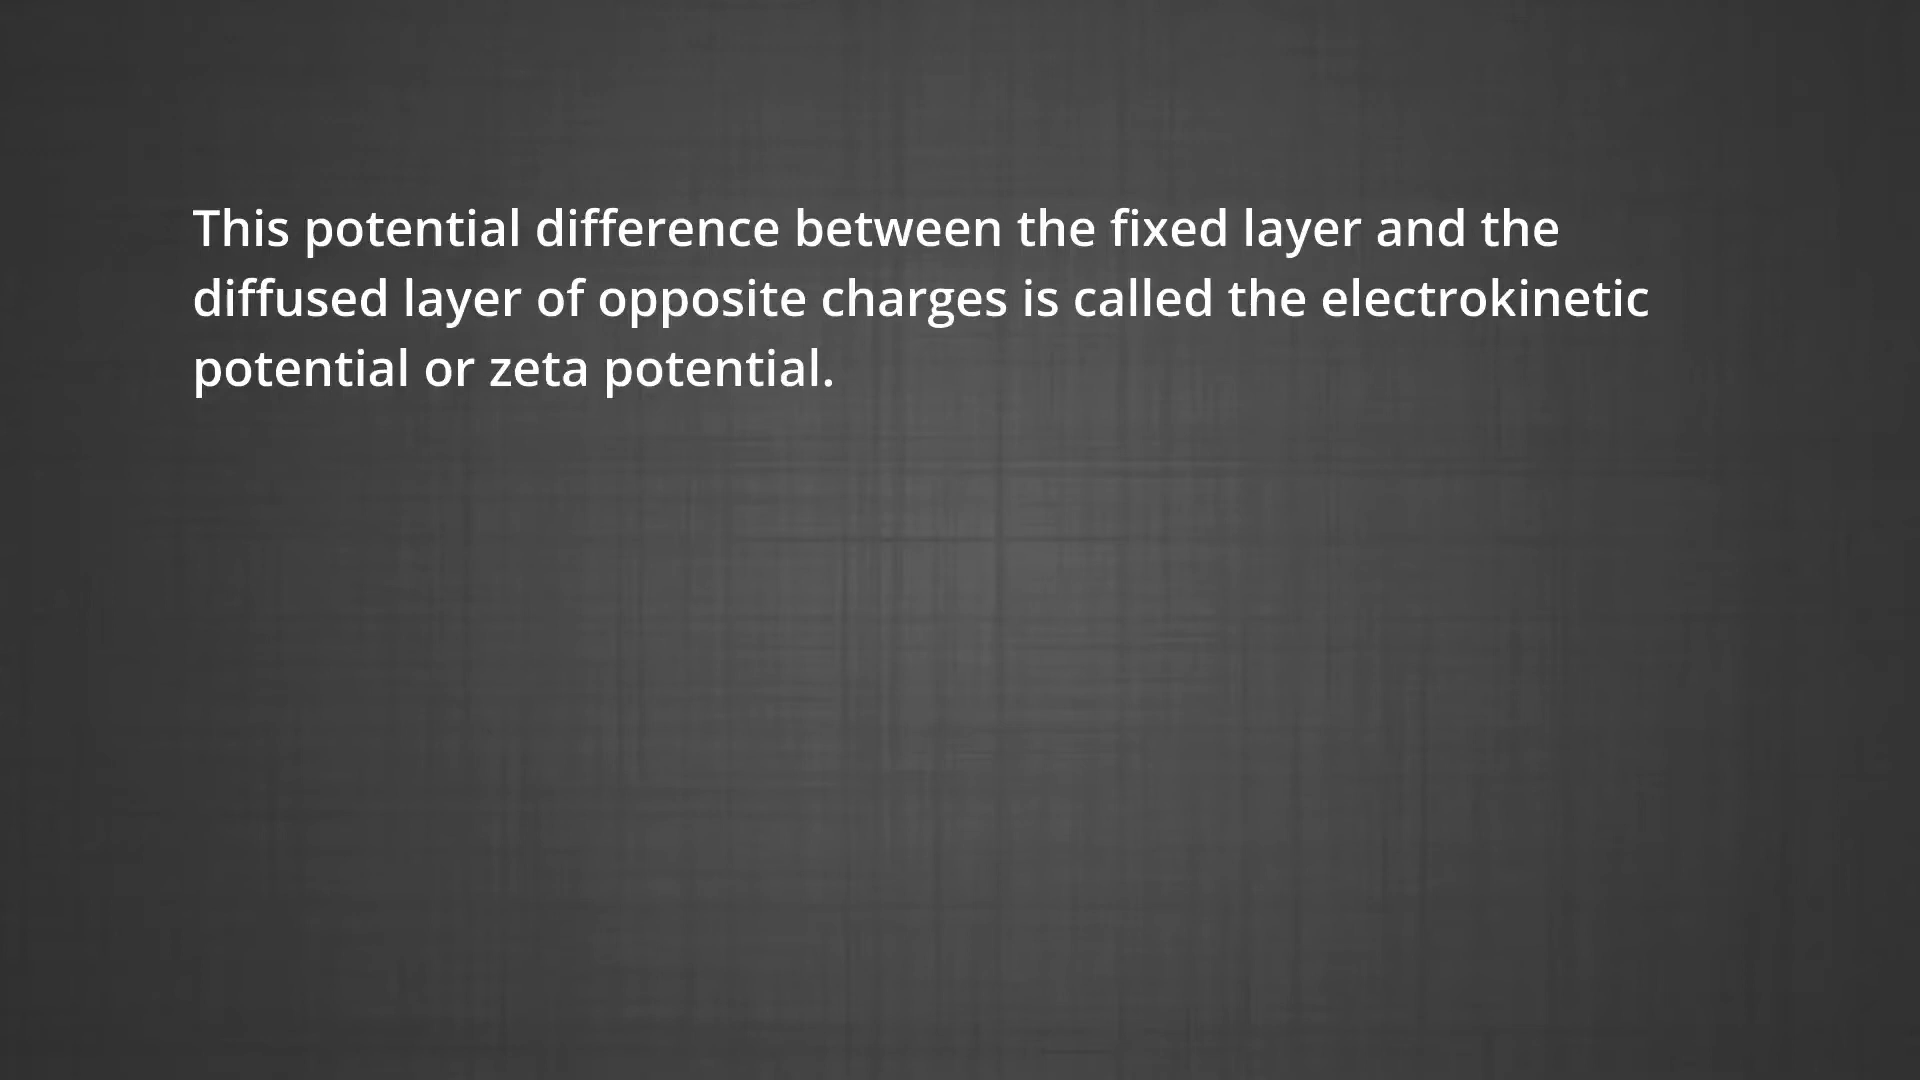 This potential difference between the fixed layer and the
diffused layer of opposite charges is called the electrokinetic
potential or zeta potential.